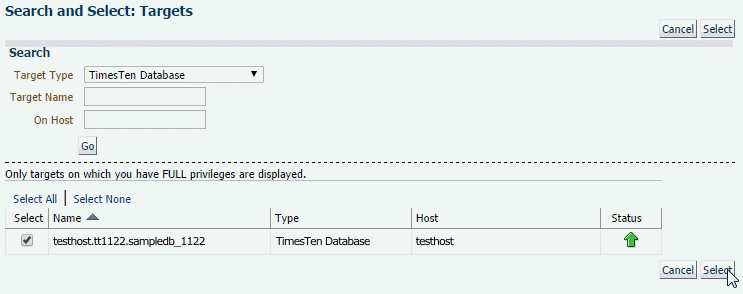 Search and Select: Targets
Cancel Select
Search
Target Type TimesTen Database
Target Name
On Host
Go
Only targets on which you have FULL privileges are displayed.
Select All Select None
Select Name Type Host Status
testhost.tt1122.sampledb_1122 TimesTen Database testhost
Cancel Select